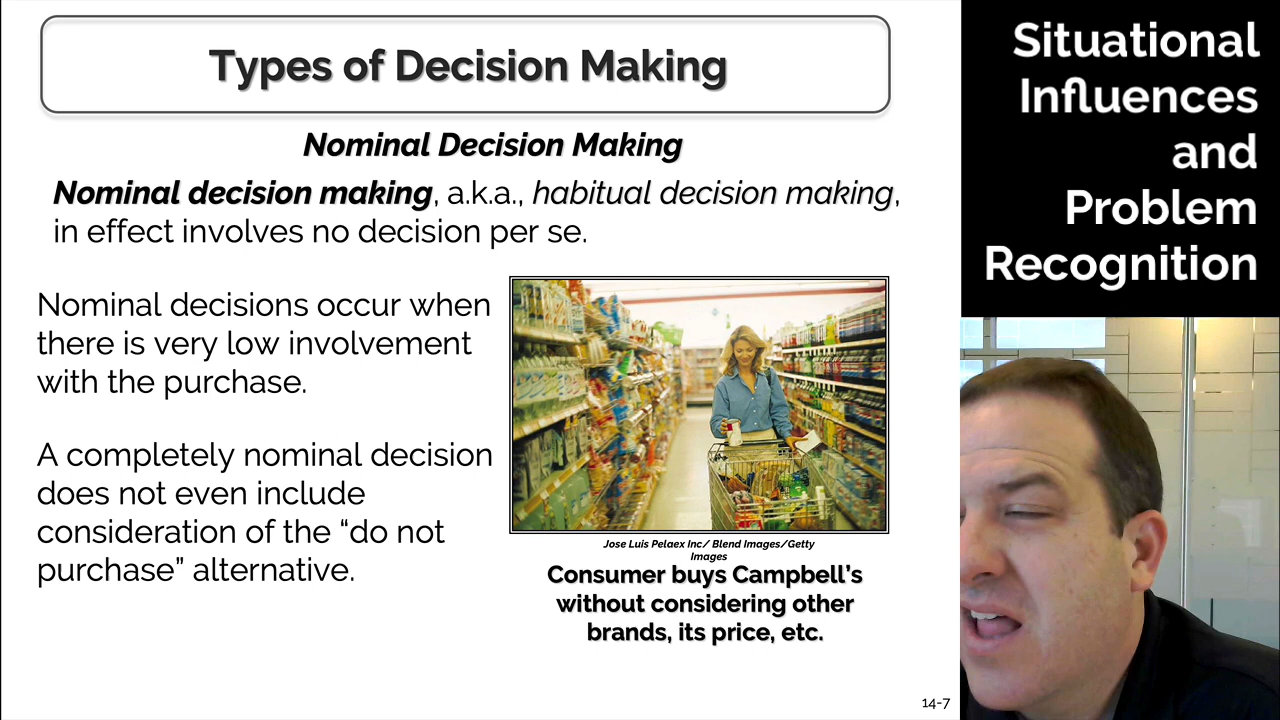 Types of Decision Making
Nominal Decision Making
Nominal decision making, a.k.a., habitual decision making,
in effect involves no decision per se.
Nominal decisions occur when
there is very low involvement
with the purchase.
A completely nominal decision
does not even include
consideration of the “do not
purchase” alternative.
Jose Luis Pelaex Inc/ Blend Images/Getty
Images
Consumer buys Campbell’s
without considering other
brands, its price, etc.
14-7
Situational
Influences
and
Problem
Recognition